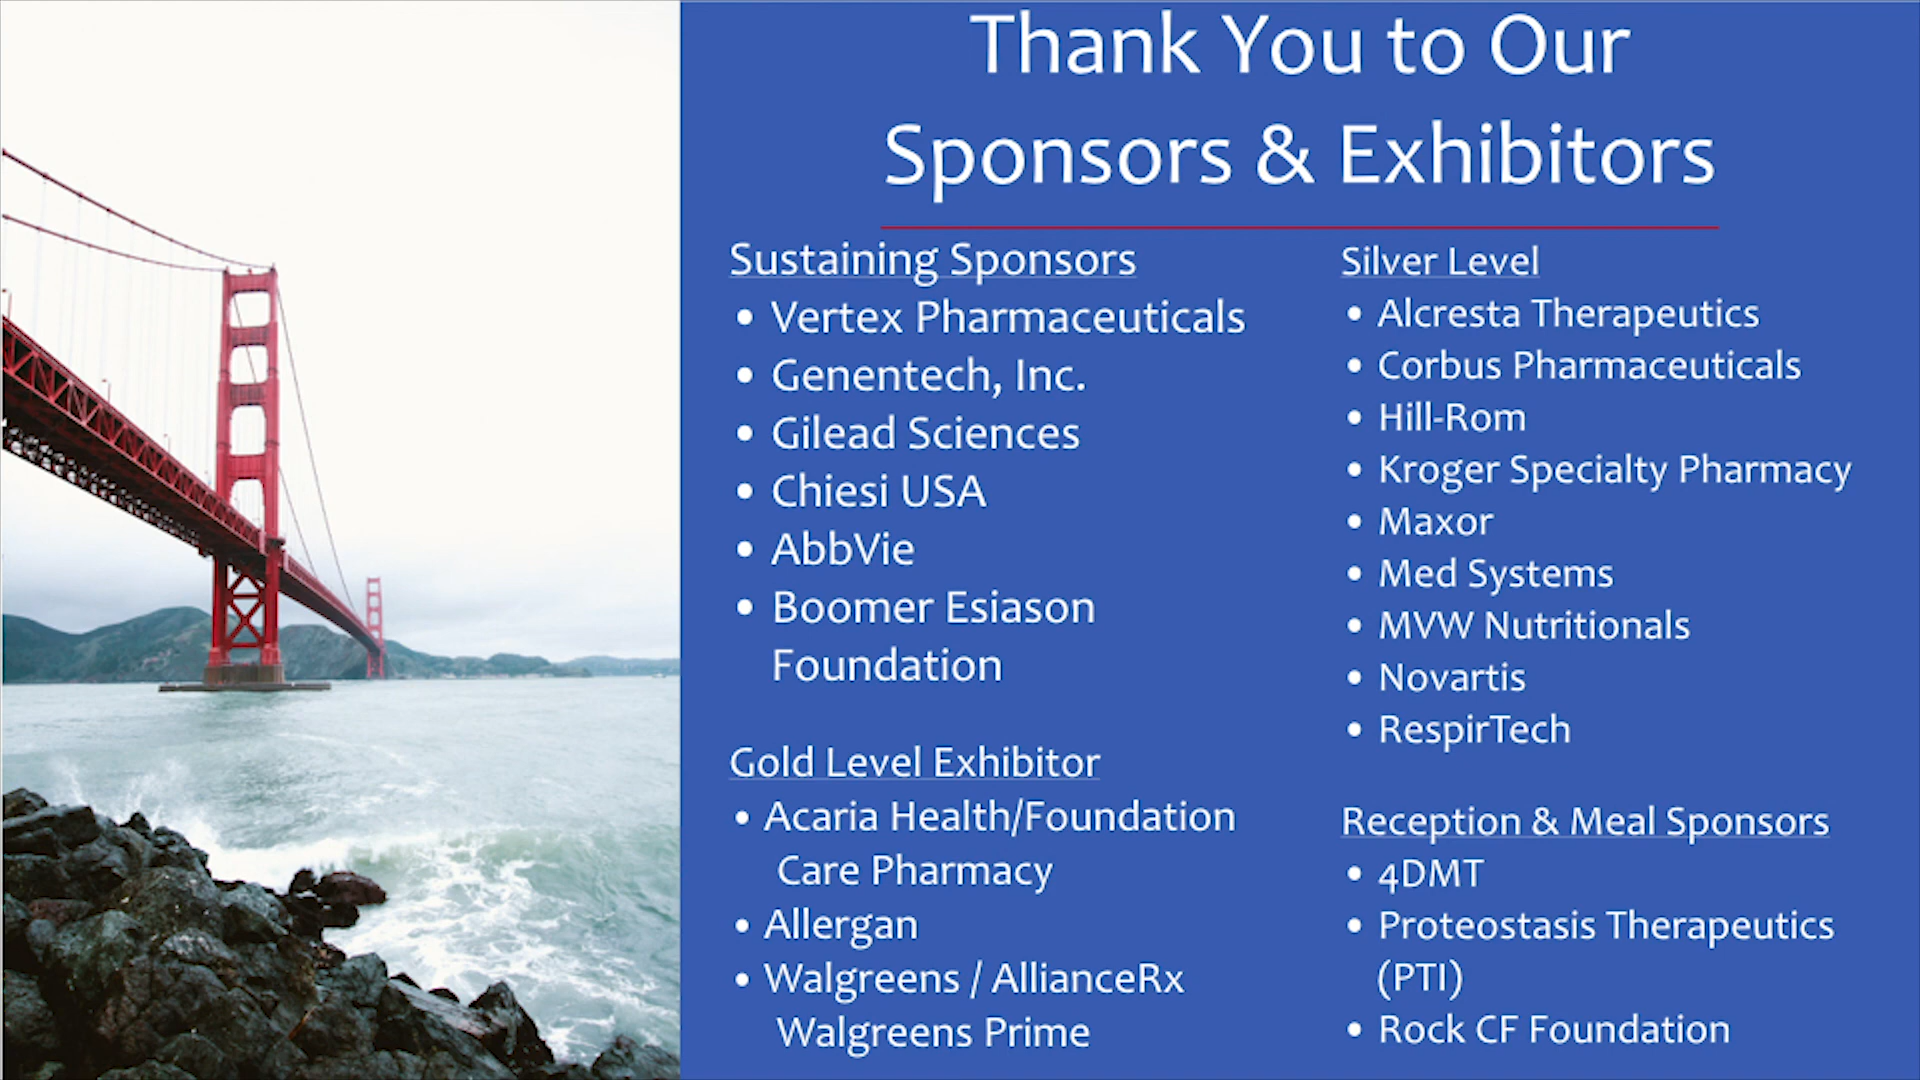 Thank You to Our
Sponsors & Exhibitors
Sustaining Sponsors
• Vertex Pharmaceuticals
• Genentech, Inc.
• Gilead Sciences
• Chiesi USA
• AbbVie
• Boomer Esiason
Foundation
Gold Level Exhibitor
• Acaria Health/Foundation
Care Pharmacy
• Allergan
• Walgreens / AllianceRx
Walgreens Prime
Silver Level
• Alcresta Therapeutics
• Corbus Pharmaceuticals
• Hill-Rom
• Kroger Specialty Pharmacy
• Maxor
• Med Systems
• MVW Nutritionals
• Novartis
• RespirTech
Reception & Meal Sponsors
• 4DMT
• Proteostasis Therapeutics
(PTI)
• Rock CF Foundation